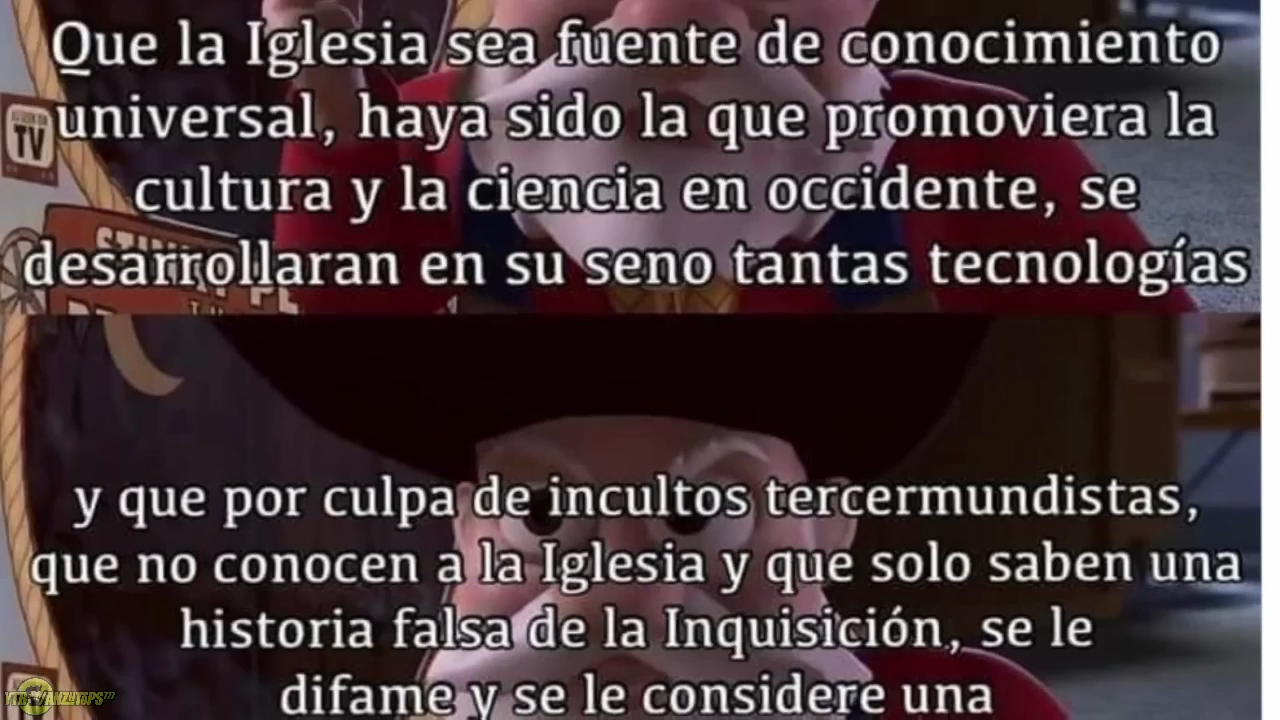 Que la Iglesia sea fuente de conocimiento
universal, haya sido la que promoviera la
cultura y la ciencia en occidente, se
desarrollaran en su seno tantas tecnologías
TV
y que por culpa de incultos tercermundistas,
que no conocen a la Iglesia y que solo saben una
historia falsa de la Inquisición, se le
difame y se le considere una